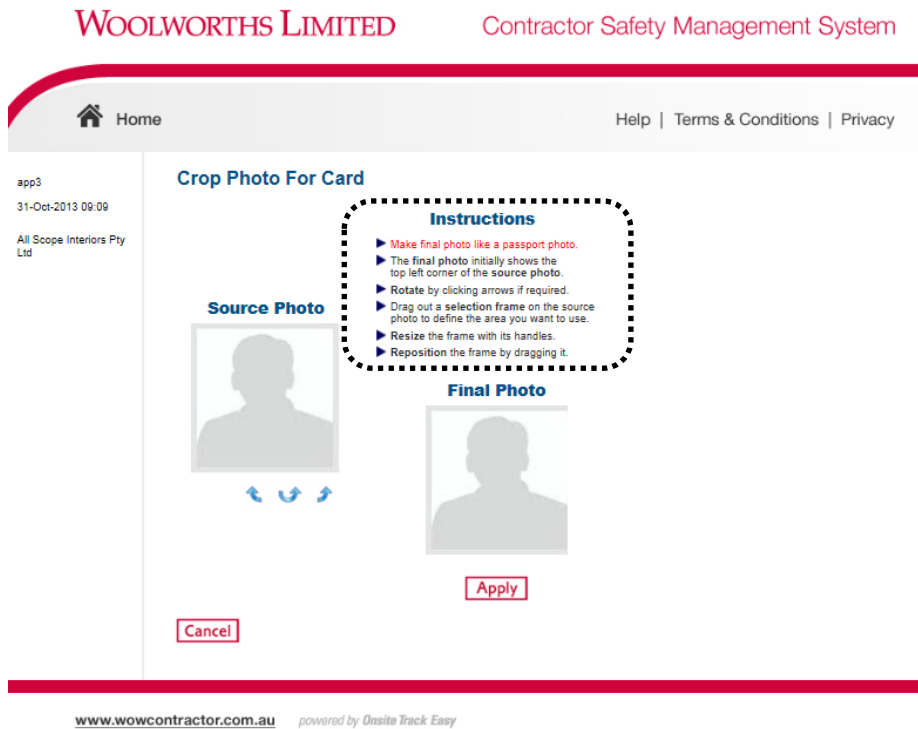 WOOLWORTHS LIMITED
Contractor Safety Management System
Home
Help | Terms & Conditions | Privacy
app3
31-Oct-2013 09:09
All Scope Interiors Pty
Ltd
Crop Photo For Card
Instructions
Make final photo like a passport photo.
The final photo initially shows the
top left corner of the source photo.
Rotate by clicking arrows if required.
Drag out a selection frame on the source
photo to define the area you want to use.
Resize the frame with its handles.
Reposition the frame by dragging it.
Source Photo
Final Photo
Apply
Cancel
www.wowcontractor.com.au
powered by Onsite Track Easy